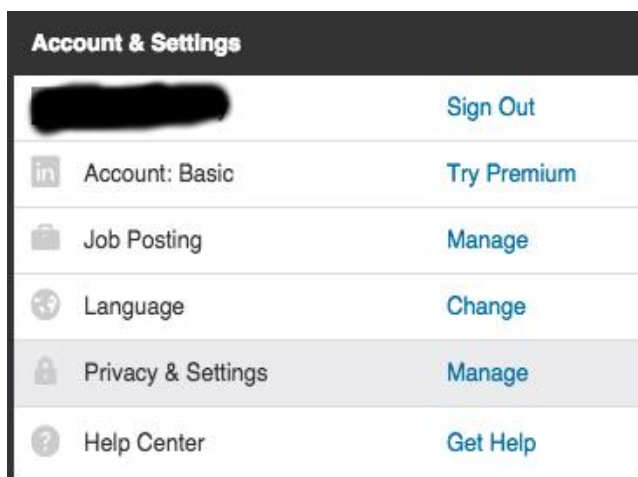 Account & Settings
Sign Out
in Account: Basic Try Premium
Job Posting Manage
Language Change
Privacy & Settings Manage
? Help Center Get Help